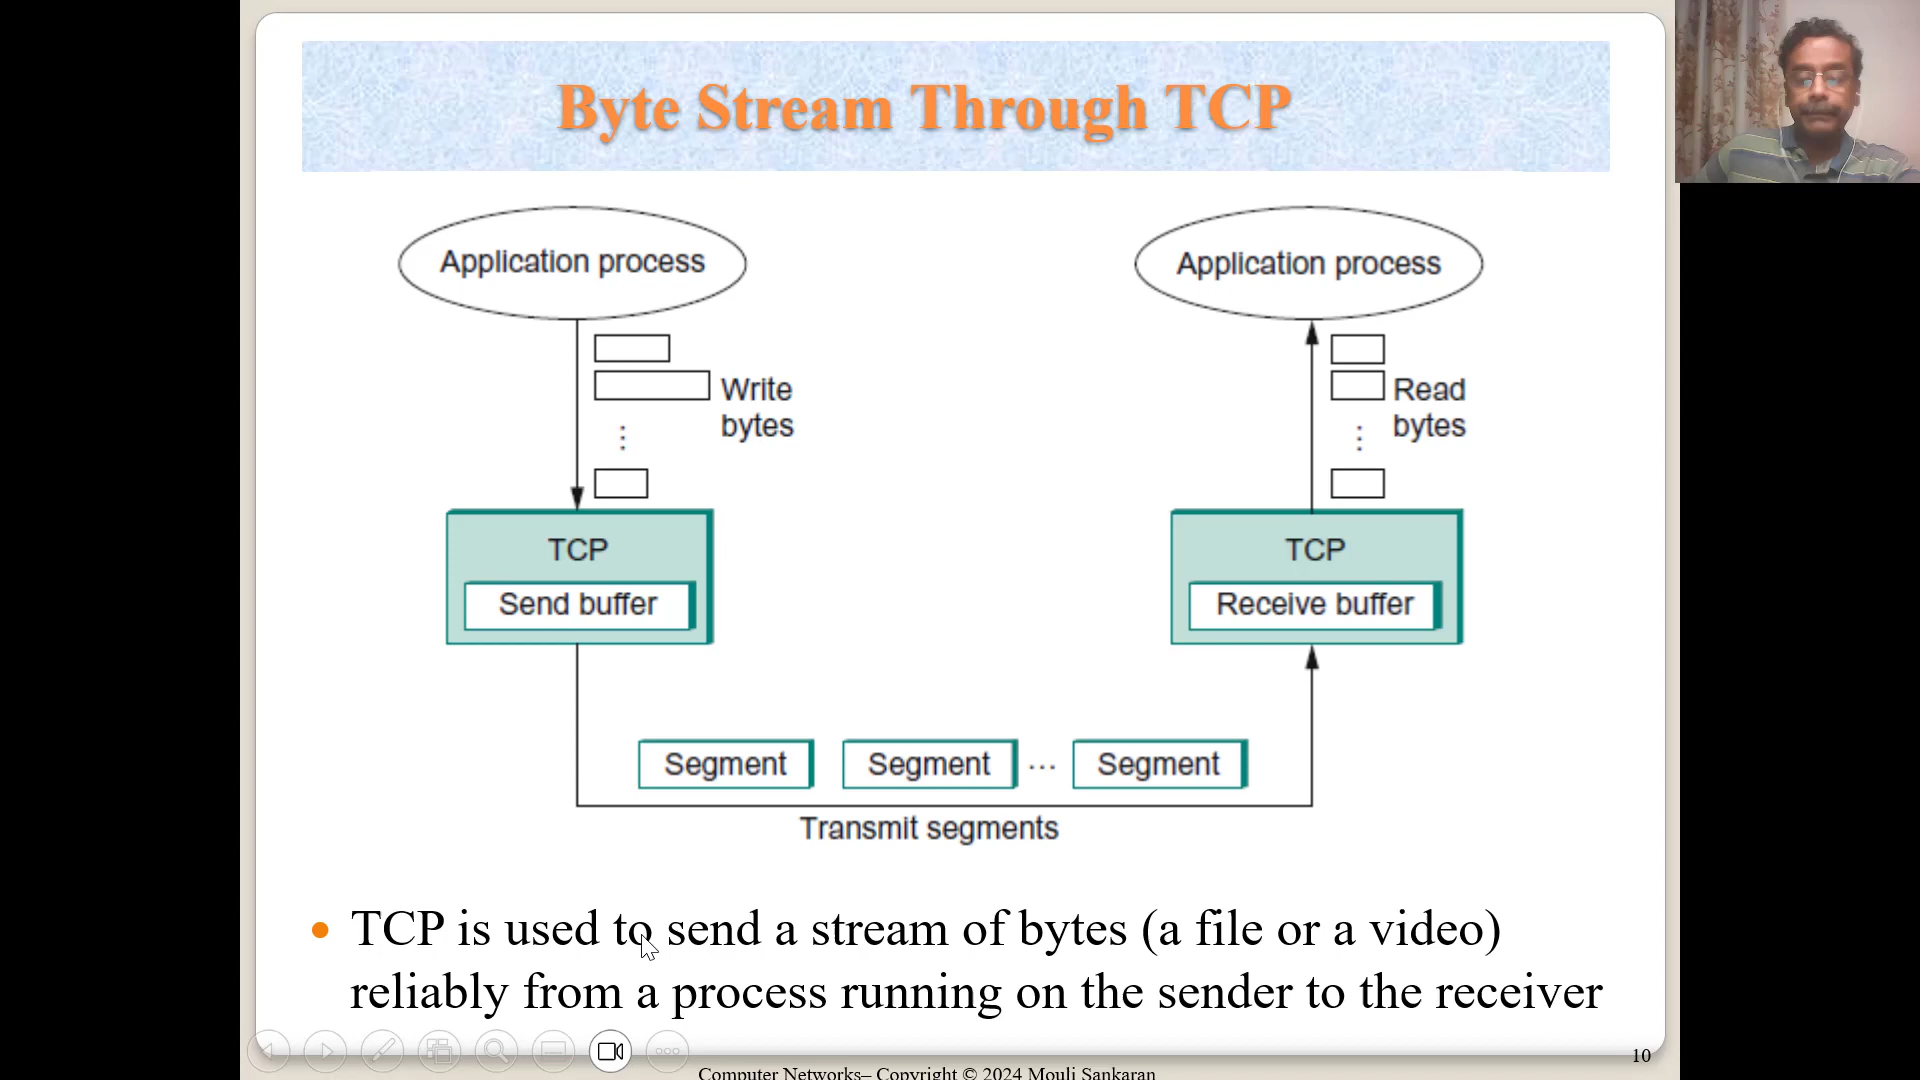 Byte Stream Through TCP
Application process
Application process
Write
bytes
Read
bytes
TCP
Send buffer
TCP
Receive buffer
Segment
Segment
...
Segment
Transmit segments
• TCP is used to send a stream of bytes (a file or a video)
reliably from a process running on the sender to the receiver
10
Computer Networks– Copyright © 2024 Mouli Sankaran